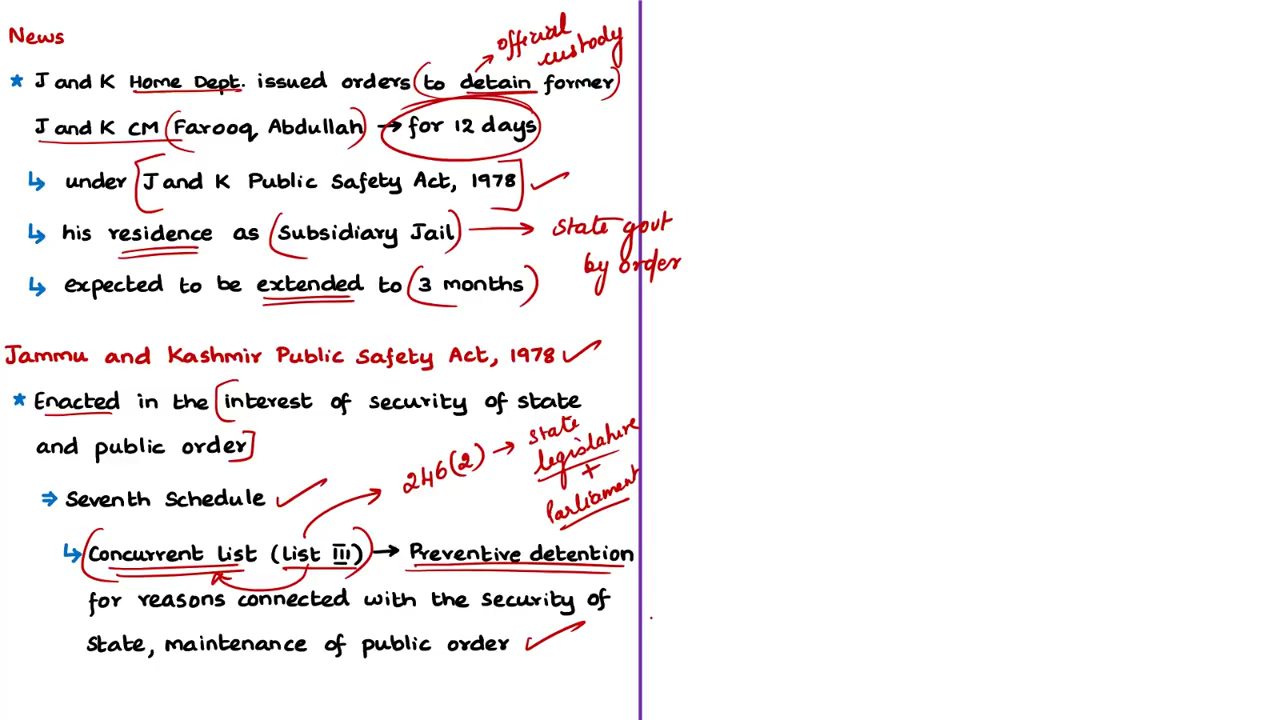 News
official
custody
* J and K Home Dept. issued orders (to detain former)
J and K CM (Farooq Abdullah) → for 12 days
↳ under [J and K Public Safety Act, 1978]
↳ his residence as (Subsidiary Jail) → state govt
by order
↳ expected to be extended to (3 months)
Jammu and Kashmir Public Safety Act, 1978
* Enacted in the [interest of security of state
and public order]
246(2) → state
legislature
+
Parliament
⇒ Seventh Schedule
↳ (Concurrent List (List III)) → Preventive detention
for reasons connected with the security of
State, maintenance of public order